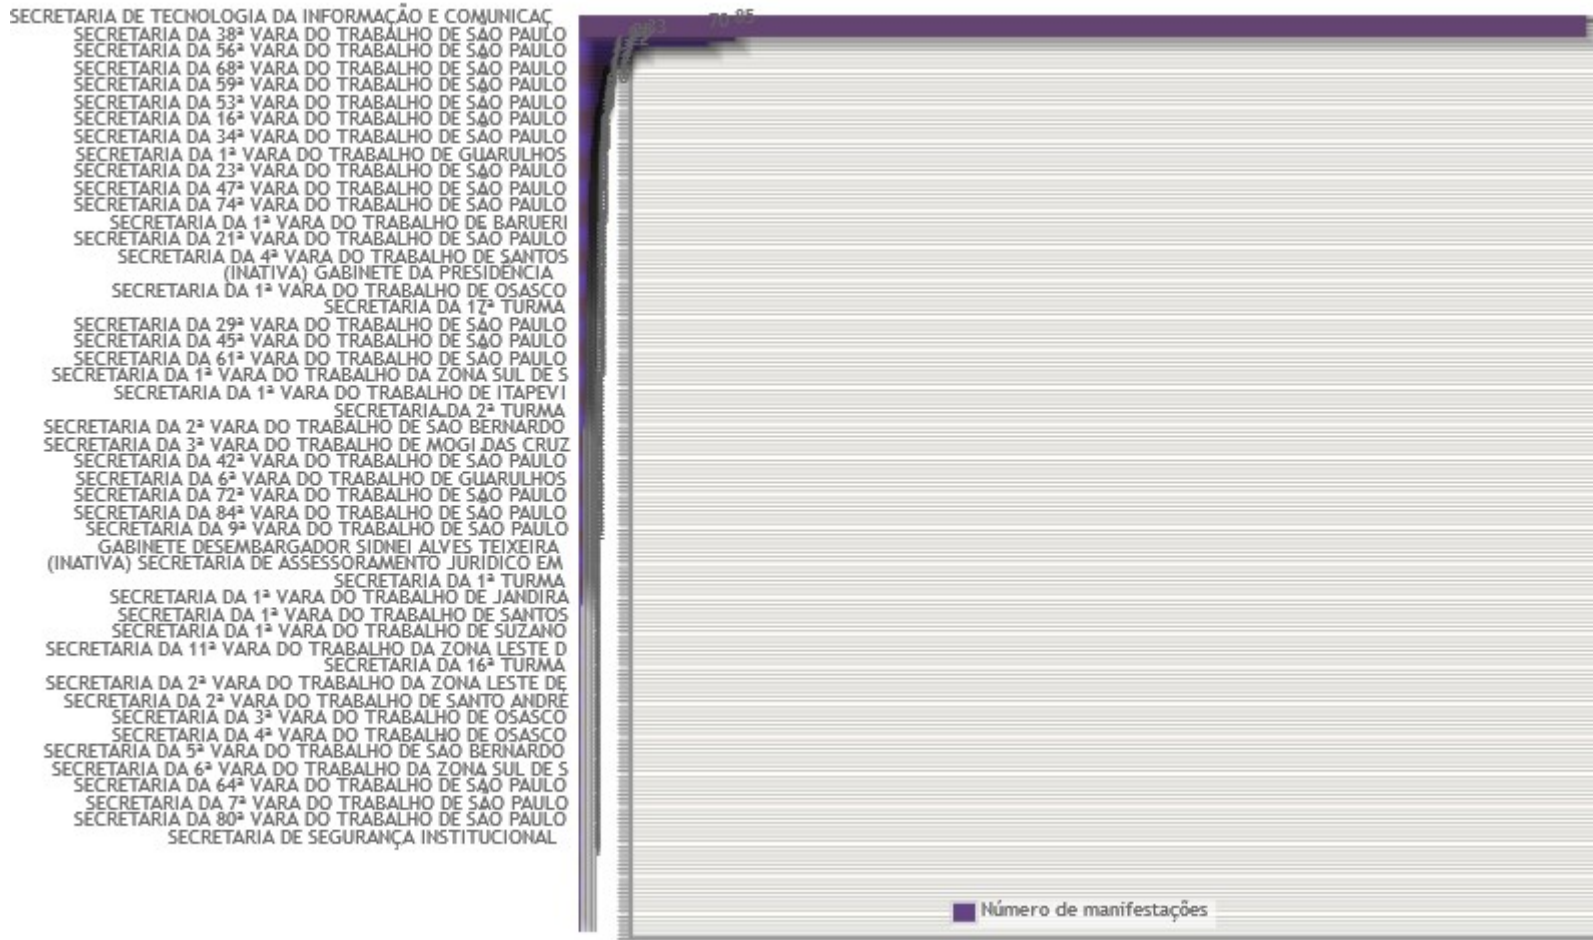 SECRETARIA DE TECNOLOGIA DA INFORMAÇÃO E COMUNICAÇ
SECRETARIA DA 38ª VARA DO TRABALHO DE SÃO PAULO
SECRETARIA DA 56ª VARA DO TRABALHO DE SÃO PAULO
SECRETARIA DA 68ª VARA DO TRABALHO DE SÃO PAULO
SECRETARIA DA 59ª VARA DO TRABALHO DE SÃO PAULO
SECRETARIA DA 53ª VARA DO TRABALHO DE SÃO PAULO
SECRETARIA DA 16ª VARA DO TRABALHO DE SÃO PAULO
SECRETARIA DA 34ª VARA DO TRABALHO DE SÃO PAULO
SECRETARIA DA 1ª VARA DO TRABALHO DE GUARULHOS
SECRETARIA DA 23ª VARA DO TRABALHO DE SÃO PAULO
SECRETARIA DA 47ª VARA DO TRABALHO DE SÃO PAULO
SECRETARIA DA 74ª VARA DO TRABALHO DE SÃO PAULO
SECRETARIA DA 1ª VARA DO TRABALHO DE BARUERI
SECRETARIA DA 21ª VARA DO TRABALHO DE SÃO PAULO
SECRETARIA DA 4ª VARA DO TRABALHO DE SANTOS
(INATIVA) GABINETE DA PRESIDÊNCIA
SECRETARIA DA 1ª VARA DO TRABALHO DE OSASCO
SECRETARIA DA 17ª TURMA
SECRETARIA DA 29ª VARA DO TRABALHO DE SÃO PAULO
SECRETARIA DA 45ª VARA DO TRABALHO DE SÃO PAULO
SECRETARIA DA 61ª VARA DO TRABALHO DE SÃO PAULO
SECRETARIA DA 1ª VARA DO TRABALHO DA ZONA SUL DE S
SECRETARIA DA 1ª VARA DO TRABALHO DE ITAPEVI
SECRETARIA DA 2ª TURMA
SECRETARIA DA 2ª VARA DO TRABALHO DE SÃO BERNARDO
SECRETARIA DA 3ª VARA DO TRABALHO DE MOGI DAS CRUZ
SECRETARIA DA 42ª VARA DO TRABALHO DE SÃO PAULO
SECRETARIA DA 6ª VARA DO TRABALHO DE GUARULHOS
SECRETARIA DA 72ª VARA DO TRABALHO DE SÃO PAULO
SECRETARIA DA 84ª VARA DO TRABALHO DE SÃO PAULO
SECRETARIA DA 9ª VARA DO TRABALHO DE SÃO PAULO
GABINETE DESEMBARGADOR SIDNEI ALVES TEIXEIRA
(INATIVA) SECRETARIA DE ASSESSORAMENTO JURÍDICO EM
SECRETARIA DA 1ª TURMA
SECRETARIA DA 1ª VARA DO TRABALHO DE JANDIRA
SECRETARIA DA 1ª VARA DO TRABALHO DE SANTOS
SECRETARIA DA 1ª VARA DO TRABALHO DE SUZANO
SECRETARIA DA 11ª VARA DO TRABALHO DA ZONA LESTE D
SECRETARIA DA 16ª TURMA
SECRETARIA DA 2ª VARA DO TRABALHO DA ZONA LESTE DE
SECRETARIA DA 2ª VARA DO TRABALHO DE SANTO ANDRÉ
SECRETARIA DA 3ª VARA DO TRABALHO DE OSASCO
SECRETARIA DA 4ª VARA DO TRABALHO DE OSASCO
SECRETARIA DA 5ª VARA DO TRABALHO DE SÃO BERNARDO
SECRETARIA DA 6ª VARA DO TRABALHO DA ZONA SUL DE S
SECRETARIA DA 64ª VARA DO TRABALHO DE SÃO PAULO
SECRETARIA DA 7ª VARA DO TRABALHO DE SÃO PAULO
SECRETARIA DA 80ª VARA DO TRABALHO DE SÃO PAULO
SECRETARIA DE SEGURANÇA INSTITUCIONAL
70 85
Número de manifestações